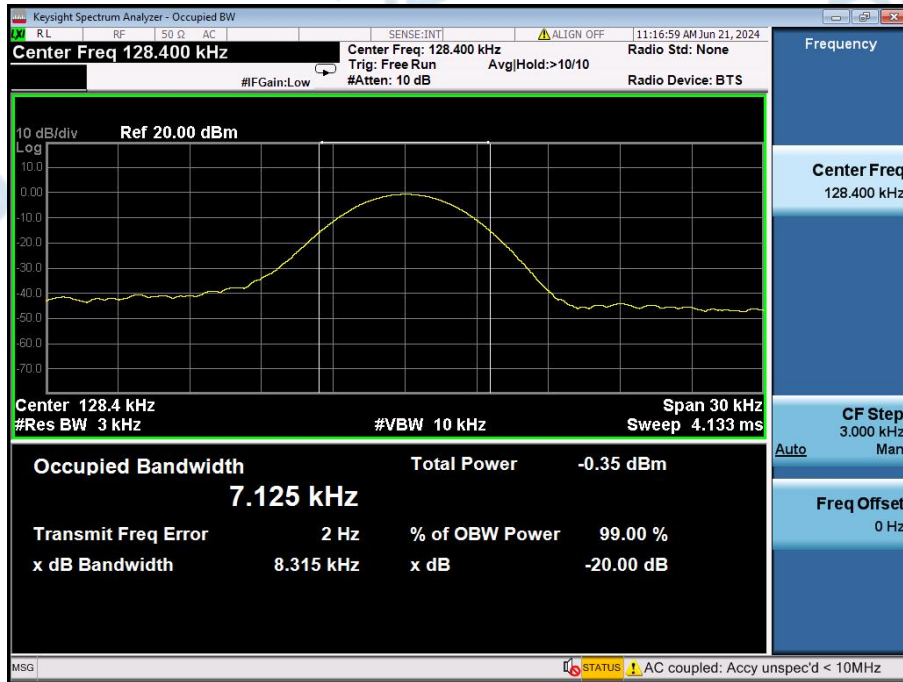 Keysight Spectrum Analyzer - Occupied BW
LXI RL RF 50 Ω AC SENSE:INT ALIGN OFF 11:16:59 AM Jun 21, 2024
Center Freq 128.400 kHz
Center Freq: 128.400 kHz Radio Std: None
Trig: Free Run Avg|Hold:>10/10
#IFGain:Low #Atten: 10 dB Radio Device: BTS
10 dB/div Ref 20.00 dBm
Log
10.0
0.00
-10.0
-20.0
-30.0
-40.0
-50.0
-60.0
-70.0
Center 128.4 kHz Span 30 kHz
#Res BW 3 kHz #VBW 10 kHz Sweep 4.133 ms
Occupied Bandwidth Total Power -0.35 dBm
7.125 kHz
Transmit Freq Error 2 Hz % of OBW Power 99.00 %
x dB Bandwidth 8.315 kHz x dB -20.00 dB
Frequency
Center Freq
128.400 kHz
CF Step
3.000 kHz
Auto Man
Freq Offset
0 Hz
MSG STATUS AC coupled: Accy unspec'd < 10MHz